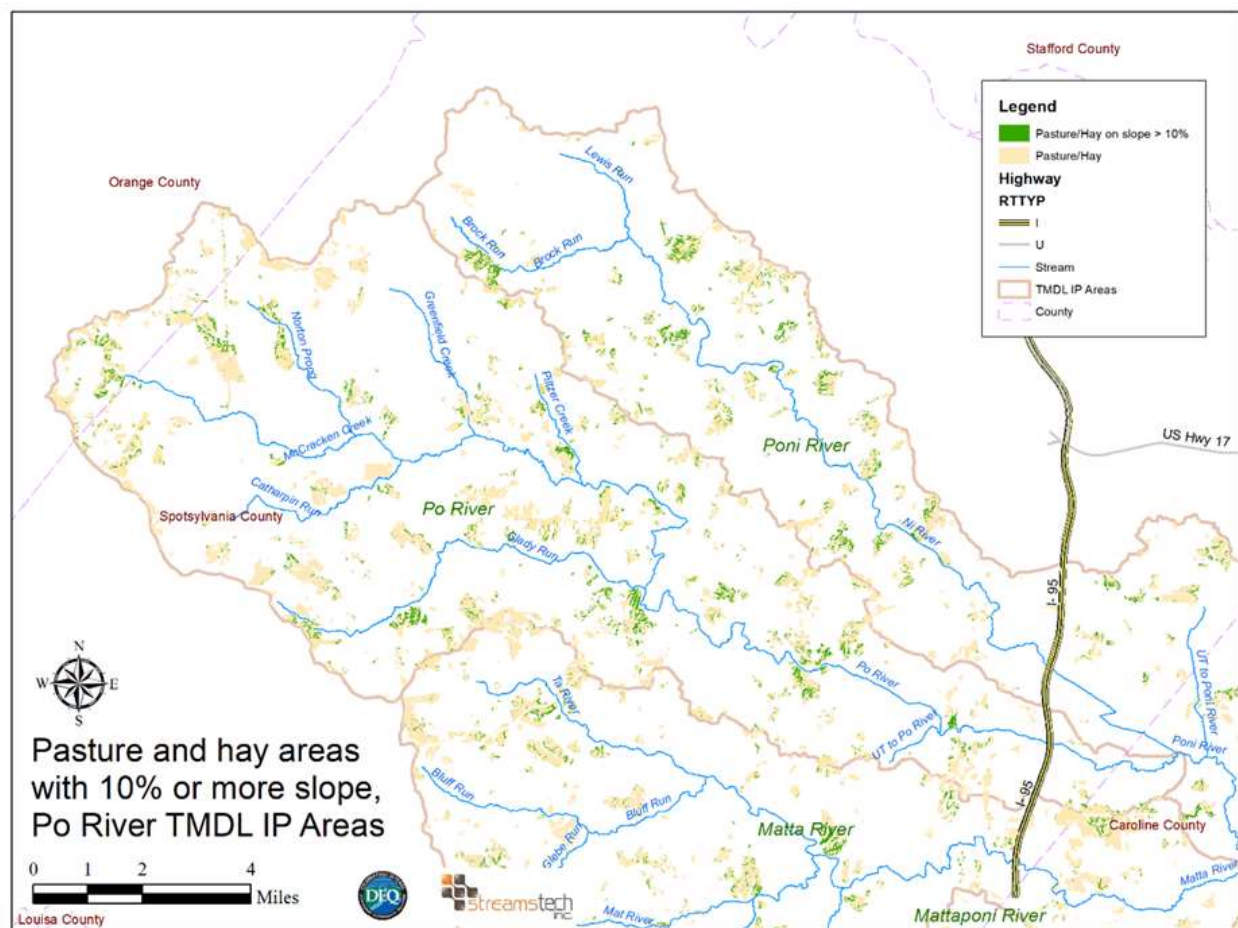 Stafford County
Legend
Pasture/Hay on slope > 10%
Pasture/Hay
Highway
RTTYP
I
U
Stream
TMDL IP Areas
County
Orange County
Lewis Run
Brock Run
Brock Run
Greenfield Creek
Norton Prong
Plitzer Creek
McCracken Creek
Poni River
US Hwy 17
Catharpin Run
Spotsylvania County
Po River
Glady Run
Ni River
I- 95
UT to Poni River
Po River
Ta River
UT to Po River
Poni River
N
W E
S
Pasture and hay areas
with 10% or more slope,
Po River TMDL IP Areas
Bluff Run
Bluff Run
Glebe Run
Matta River
I- 95
Caroline County
Matta River
0 1 2 4
Miles
DEQ
streamstech
inc
Mat River
Mattaponi River
Louisa County